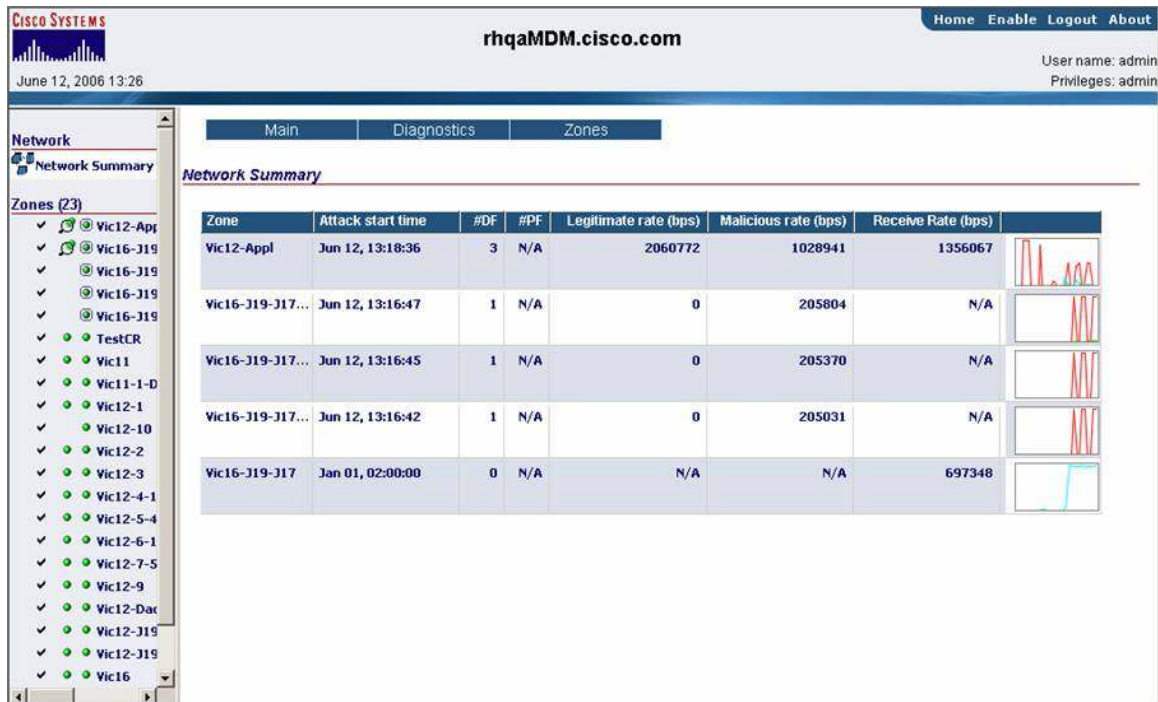 CISCO SYSTEMS
Home Enable Logout About
rhqaMDM.cisco.com
User name: admin
June 12, 2006 13:26
Privileges: admin
Main Diagnostics Zones
Network
Network Summary
Zones (23)
Vic12-App
Vic16-J19
Vic16-J19
Vic16-J19
Vic16-J19
TestCR
Vic11
Vic11-1-D
Vic12-1
Vic12-10
Vic12-2
Vic12-3
Vic12-4-1
Vic12-5-4
Vic12-6-1
Vic12-7-5
Vic12-9
Vic12-Dac
Vic12-J19
Vic12-J19
Vic16
Network Summary
Zone Attack start time #DF #PF Legitimate rate (bps) Malicious rate (bps) Receive Rate (bps)
Vic12-Appl Jun 12, 13:18:36 3 N/A 2060772 1028941 1356067
Vic16-J19-J17... Jun 12, 13:16:47 1 N/A 0 205804 N/A
Vic16-J19-J17... Jun 12, 13:16:45 1 N/A 0 205370 N/A
Vic16-J19-J17... Jun 12, 13:16:42 1 N/A 0 205031 N/A
Vic16-J19-J17 Jan 01, 02:00:00 0 N/A N/A N/A 697348